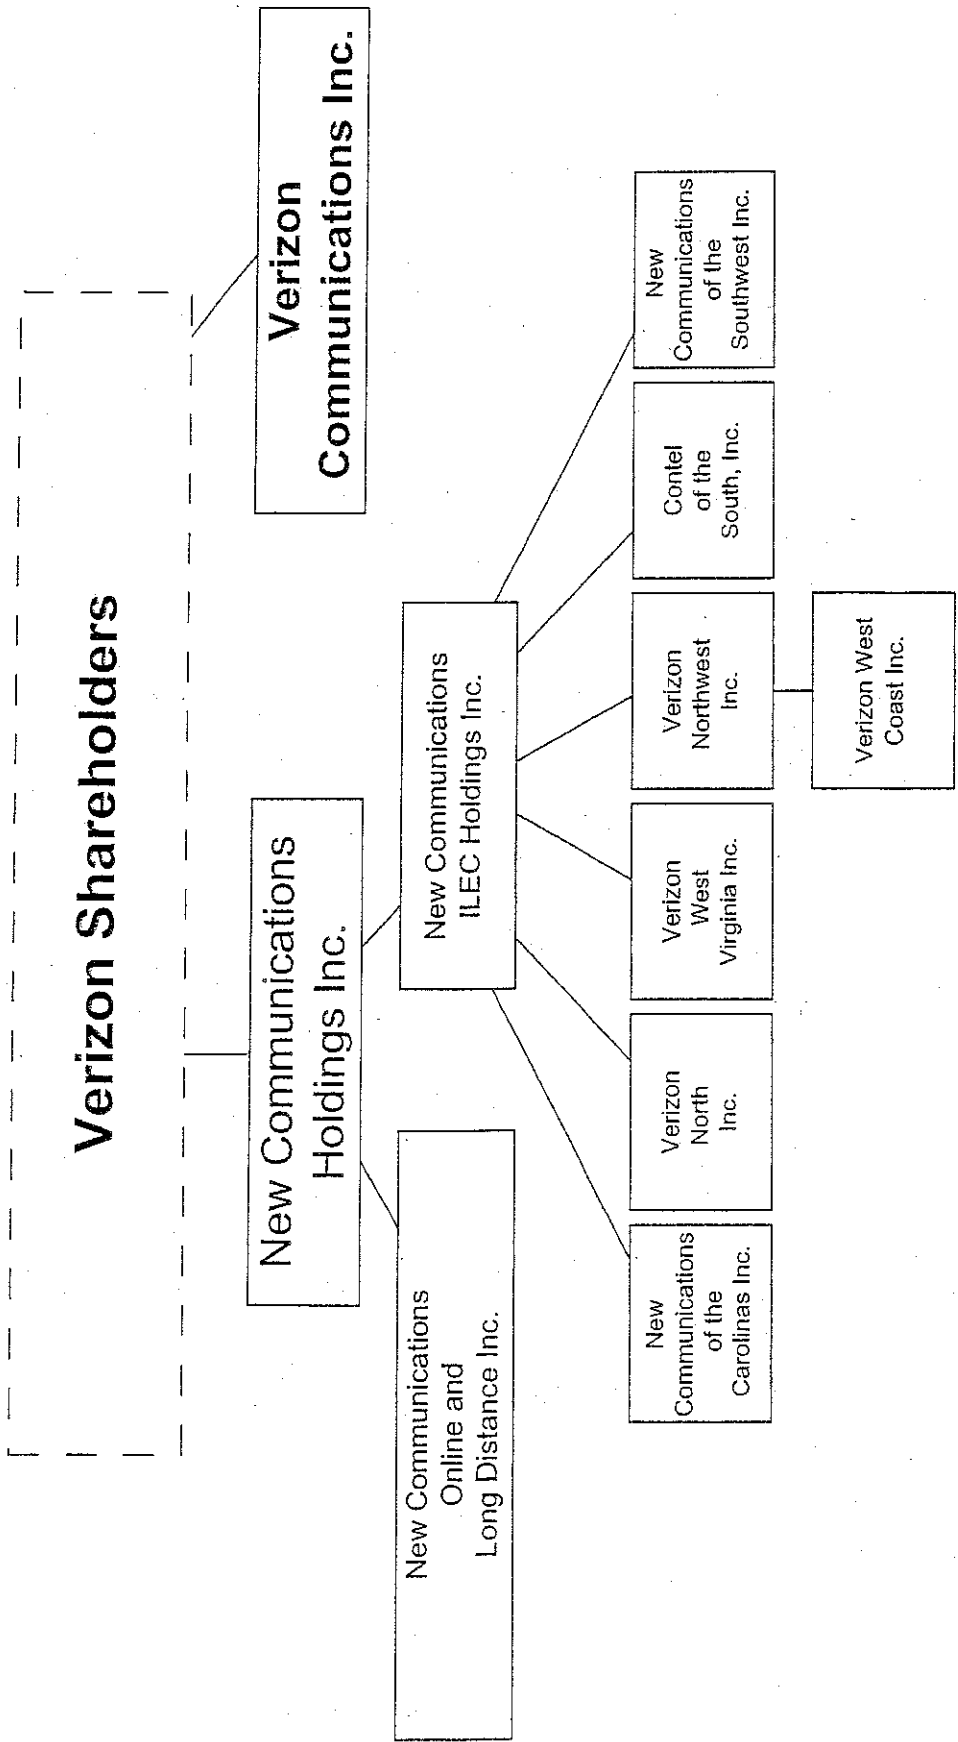 Verizon Shareholders
New Communications
Holdings Inc.
Verizon
Communications Inc.
New Communications
Online and
Long Distance Inc.
New Communications
ILEC Holdings Inc.
New
Communications
of the
Carolinas Inc.
Verizon
North
Inc.
Verizon
West
Virginia Inc.
Verizon
Northwest
Inc.
Contel
of the
South, Inc.
New
Communications
of the
Southwest Inc.
Verizon West
Coast Inc.